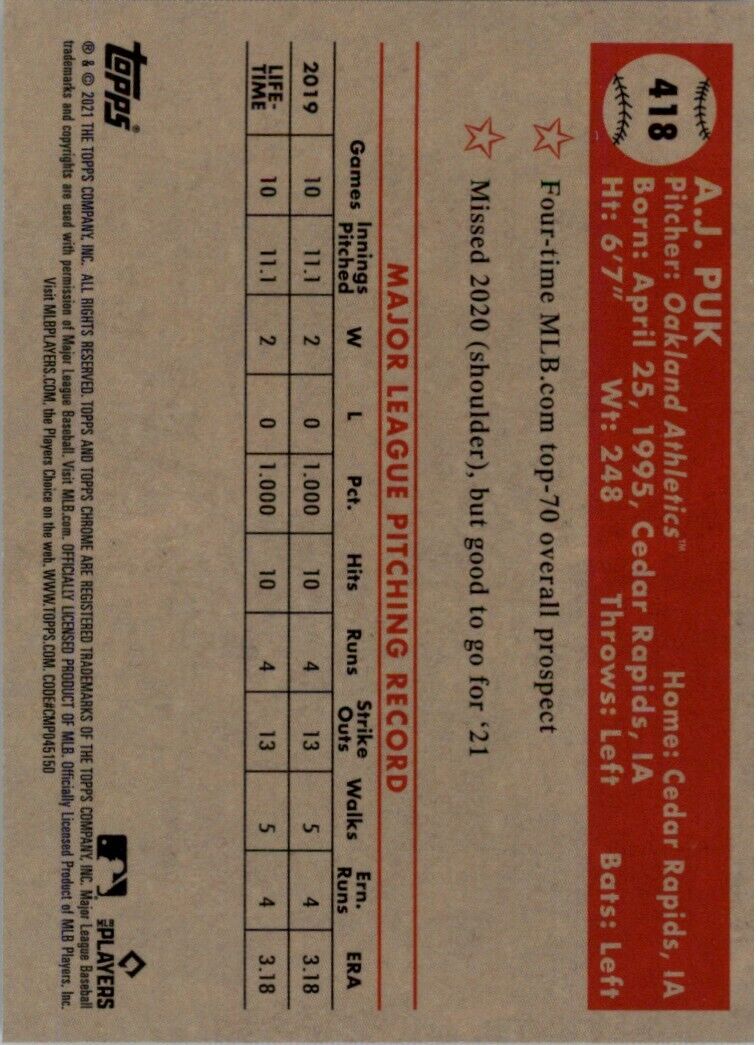 418
A.J. PUK
Pitcher: Oakland Athletics™ Home: Cedar Rapids, IA
Born: April 25, 1995, Cedar Rapids, IA
Ht: 6'7" Wt: 248 Throws: Left Bats: Left
Four-time MLB.com top-70 overall prospect
Missed 2020 (shoulder), but good to go for '21
MAJOR LEAGUE PITCHING RECORD
Games Innings Pitched W L Pct. Hits Runs Strike Outs Walks Ern. Runs ERA
2019 10 11.1 2 0 1.000 10 4 13 5 4 3.18
LIFE-TIME 10 11.1 2 0 1.000 10 4 13 5 4 3.18
topps®
MLB PLAYERS
® & © 2021 THE TOPPS COMPANY, INC. ALL RIGHTS RESERVED. TOPPS AND TOPPS CHROME ARE REGISTERED TRADEMARKS OF THE TOPPS COMPANY, INC. Major League Baseball
trademarks and copyrights are used with permission of Major League Baseball. Visit MLB.com. OFFICIALLY LICENSED PRODUCT OF MLB. Officially Licensed Product of MLB Players, Inc.
Visit MLBPLAYERS.COM, the Players Choice on the web. WWW.TOPPS.COM. CODE#CMP045150